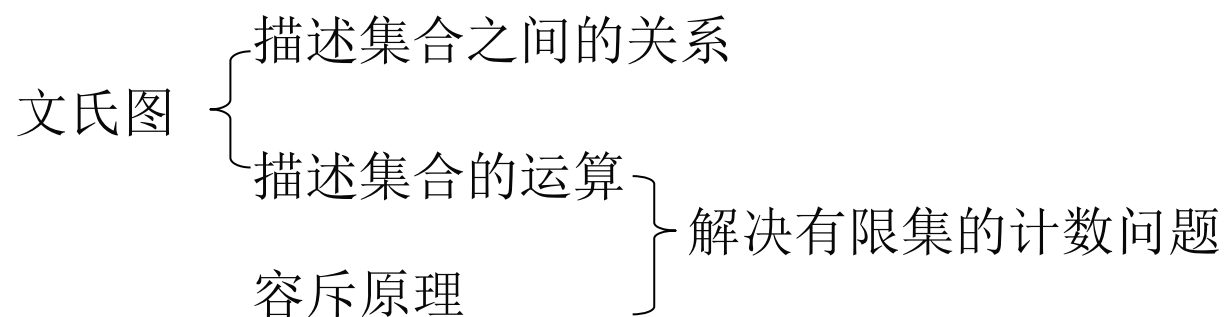 描述集合之间的关系
文氏图
描述集合的运算
解决有限集的计数问题
容斥原理